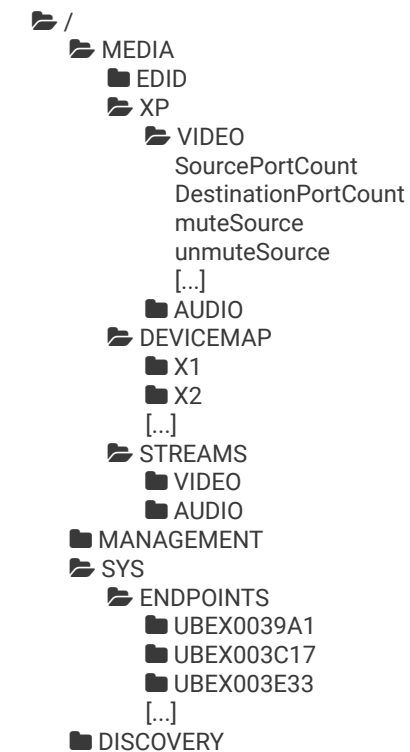 /
MEDIA
EDID
XP
VIDEO
SourcePortCount
DestinationPortCount
muteSource
unmuteSource
[...]
AUDIO
DEVICEMAP
X1
X2
[...]
STREAMS
VIDEO
AUDIO
MANAGEMENT
SYS
ENDPOINTS
UBEX0039A1
UBEX003C17
UBEX003E33
[...]
DISCOVERY